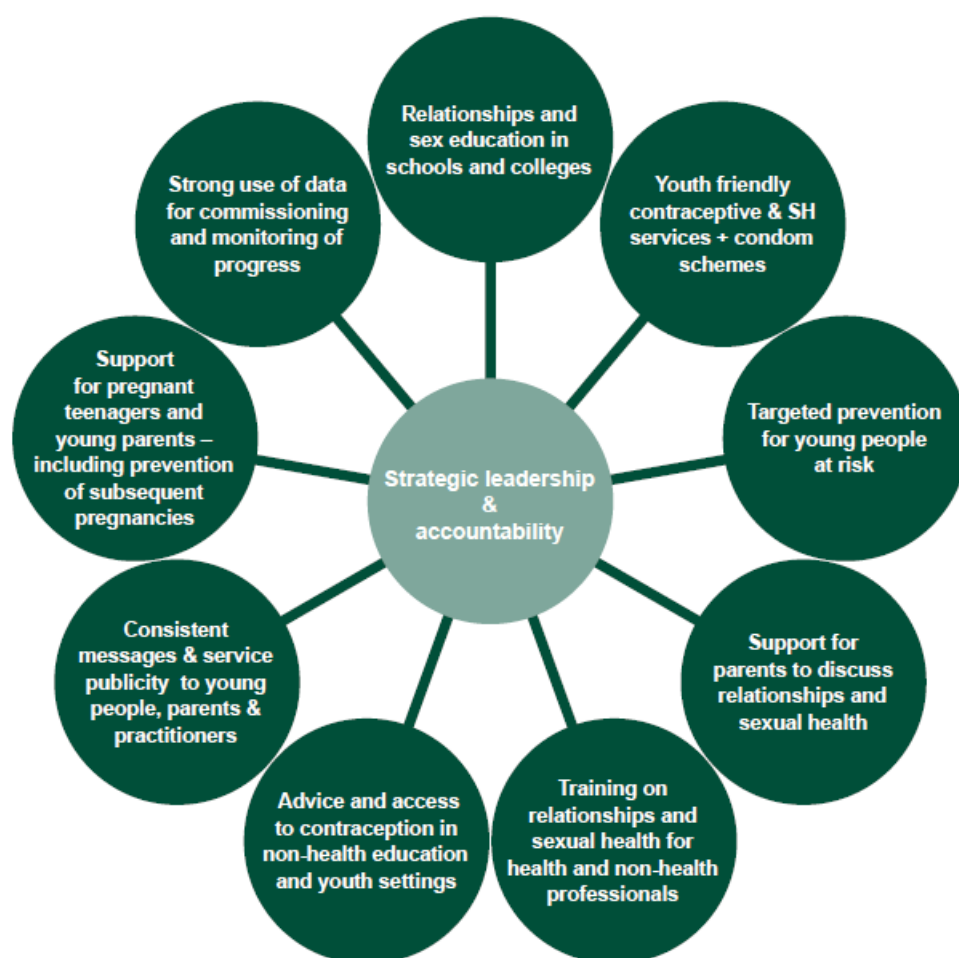 Relationships and
sex education in
schools and colleges
Youth friendly
contraceptive & SH
services + condom
schemes
Targeted prevention
for young people
at risk
Support for
parents to discuss
relationships and
sexual health
Training on
relationships and
sexual health for
health and non-health
professionals
Advice and access
to contraception in
non-health education
and youth settings
Consistent
messages & service
publicity to young
people, parents &
practitioners
Support
for pregnant
teenagers and
young parents –
including prevention
of subsequent
pregnancies
Strong use of data
for commissioning
and monitoring of
progress
Strategic leadership
&
accountability